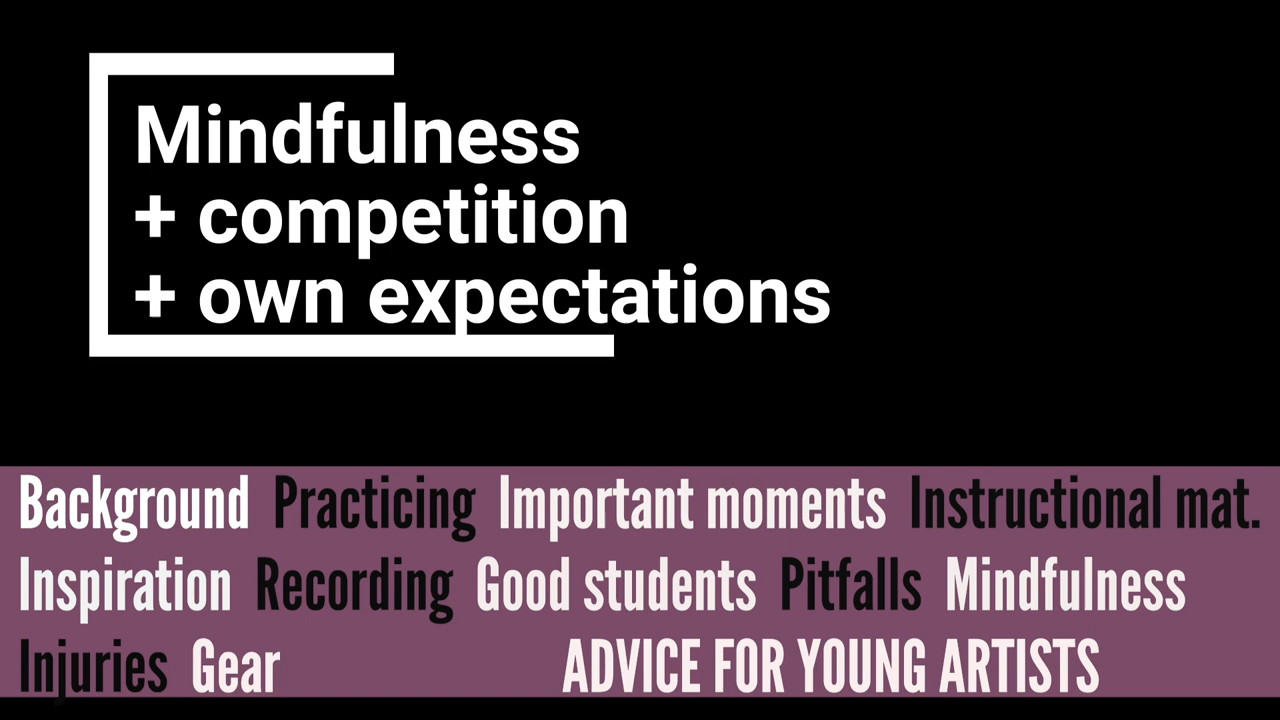 Mindfulness
+ competition
+ own expectations
Background Practicing Important moments Instructional mat.
Inspiration Recording Good students Pitfalls Mindfulness
Injuries Gear ADVICE FOR YOUNG ARTISTS